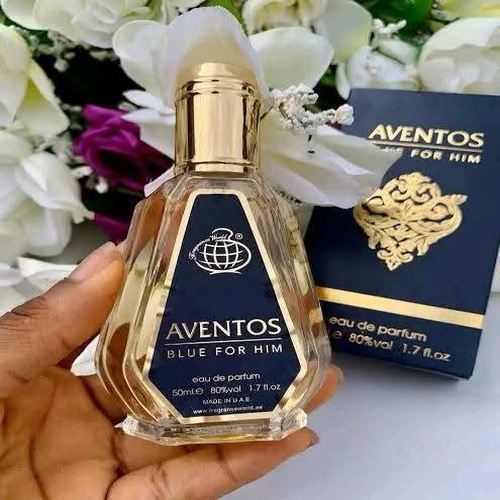 Fragrance World ®
AVENTOS
BLUE FOR HIM
eau de parfum
50ml e 80%vol 1.7 fl.oz
MADE IN U.A.E.
www.fragranceworld.ae
AVENTOS
FOR HIM
eau de parfum
80%vol 1.7 fl.oz